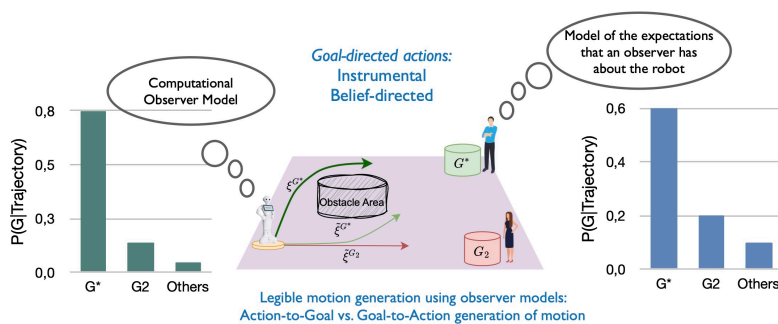 Goal-directed actions:
Instrumental
Belief-directed
Computational
Observer Model
Model of the expectations
that an observer has
about the robot
P(G|Trajectory)
0,8
0,5
0,3
0,0
G*
G2
Others
ξ^{G*}
Obstacle Area
ξ̃^{G*}
ξ^{G_2}
G*
G_2
P(G|Trajectory)
0,6
0,4
0,2
0,0
G*
G2
Others
Legible motion generation using observer models:
Action-to-Goal vs. Goal-to-Action generation of motion